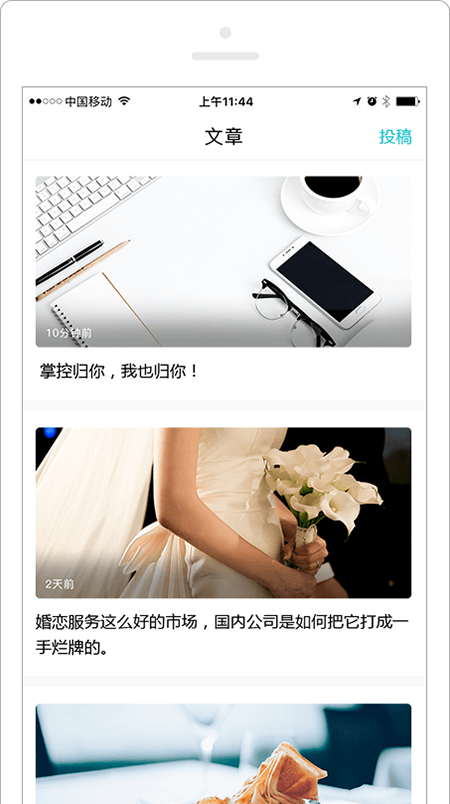 中国移动
上午11:44
文章
投稿
10分钟前
掌控归你，我也归你！
2天前
婚恋服务这么好的市场，国内公司是如何把它打成一
手烂牌的。